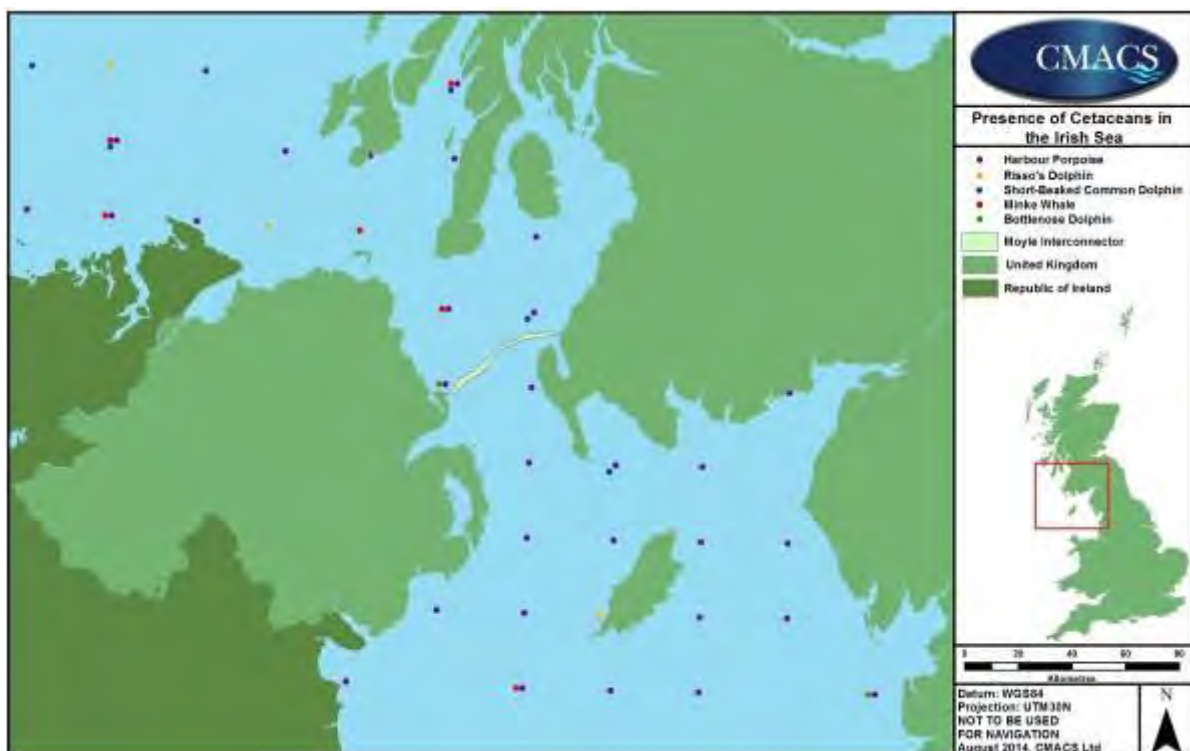 CMACS
Presence of Cetaceans in
the Irish Sea
Harbour Porpoise
Risso's Dolphin
Short-Beaked Common Dolphin
Minke Whale
Bottlenose Dolphin
Moyle Interconnector
United Kingdom
Republic of Ireland
0 20 40 60 80
Kilometres
Datum: WGS84
Projection: UTM30N
NOT TO BE USED
FOR NAVIGATION
August 2014, CMACS Ltd
N